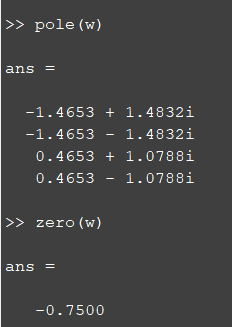 >> pole(w)
ans =
-1.4653 + 1.4832i
-1.4653 - 1.4832i
0.4653 + 1.0788i
0.4653 - 1.0788i
>> zero(w)
ans =
-0.7500